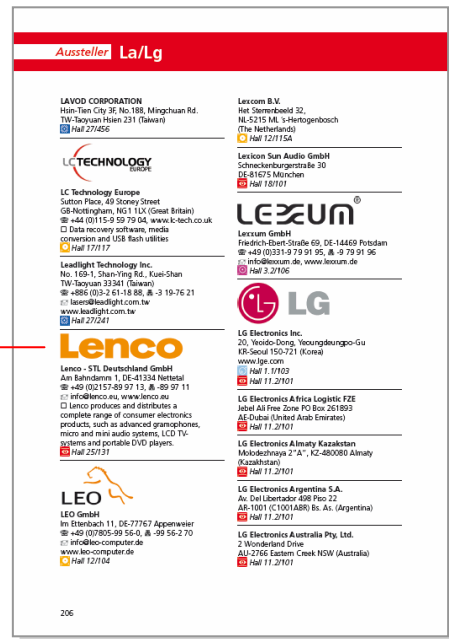 Aussteller La/Lg
LAVOD CORPORATION
Hsin-Tien City 3F, No.188, Mingchuan Rd.
TW-Taoyuan Hsien 231 (Taiwan)
Hall 27/456
LCTECHNOLOGY
EUROPE
LC Technology Europe
Sutton Place, 49 Stoney Street
GB-Nottingham, NG1 1LX (Great Britain)
☎ +44 (0)115-9 59 79 04, www.lc-tech.co.uk
□ Data recovery software, media
conversion and USB flash utilities
Hall 17/117
Leadlight Technology Inc.
No. 169-1, Shan-Ying Rd., Kuei-Shan
TW-Taoyuan 33341 (Taiwan)
☎ +886 (0)3-2 61-18 88, -3 19-76 21
lasers@leadlight.com.tw
www.leadlight.com.tw
Hall 27/241
Lenco
Lenco - STL Deutschland GmbH
Am Bahndamm 1, DE-41334 Nettetal
☎ +49 (0)2157-89 97 13, -89 97 11
info@lenco.eu, www.lenco.eu
□ Lenco produces and distributes a
complete range of consumer electronics
products, such as advanced gramophones,
micro and mini audio systems, LCD TV-
systems and portable DVD players.
Hall 25/131
LEO
LEO GmbH
Im Ettenbach 11, DE-77767 Appenweier
☎ +49 (0)7805-99 56-0, -99 56-2 70
info@leo-computer.de
www.leo-computer.de
Hall 12/104
Lexcom B.V.
Het Sterrenbeeld 32,
NL-5215 ML 's-Hertogenbosch
(The Netherlands)
Hall 12/115A
Lexicon Sun Audio GmbH
Schneckenburgerstraße 30
DE-81675 München
Hall 18/101
LEXXUM®
Lexxum GmbH
Friedrich-Ebert-Straße 69, DE-14469 Potsdam
☎ +49 (0)331-9 79 91 95, -9 79 91 96
info@lexxum.de, www.lexxum.de
Hall 3.2/106
LG
LG Electronics Inc.
20, Yeoido-Dong, Yeoungdeungpo-Gu
KR-Seoul 150-721 (Korea)
www.lge.com
Hall 1.1/103
Hall 11.2/101
LG Electronics Africa Logistic FZE
Jebel Ali Free Zone PO Box 261893
AE-Dubai (United Arab Emirates)
Hall 11.2/101
LG Electronics Almaty Kazakstan
Molodezhnaya 2"A", KZ-480080 Almaty
(Kazakhstan)
Hall 11.2/101
LG Electronics Argentina S.A.
Av. Del Libertador 498 Piso 22
AR-1001 (C1001ABR) Bs. As. (Argentina)
Hall 11.2/101
LG Electronics Australia Pty, Ltd.
2 Wonderland Drive
AU-2766 Eastern Creek NSW (Australia)
Hall 11.2/101
206